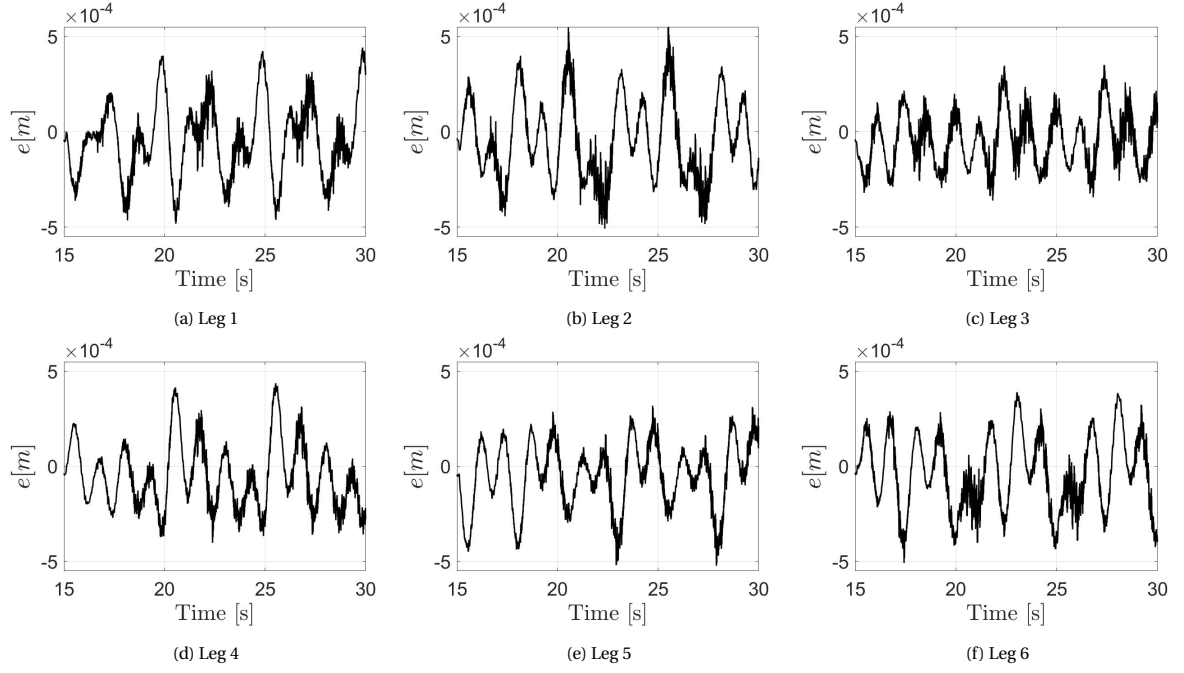 ×10⁻⁴ ×10⁻⁴ ×10⁻⁴
5 5 5
e[m] 0 e[m] 0 e[m] 0
-5 -5 -5
15 20 25 30 15 20 25 30 15 20 25 30
Time [s] Time [s] Time [s]
(a) Leg 1 (b) Leg 2 (c) Leg 3
×10⁻⁴ ×10⁻⁴ ×10⁻⁴
5 5 5
e[m] 0 e[m] 0 e[m] 0
-5 -5 -5
15 20 25 30 15 20 25 30 15 20 25 30
Time [s] Time [s] Time [s]
(d) Leg 4 (e) Leg 5 (f) Leg 6